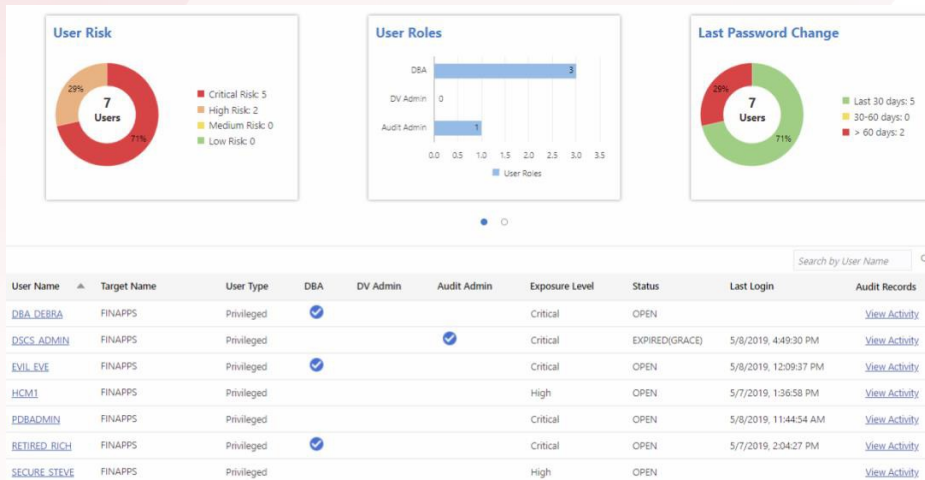 User Risk
29%
7
Users
71%
Critical Risk: 5
High Risk: 2
Medium Risk: 0
Low Risk: 0
User Roles
DBA 3
DV Admin 0
Audit Admin 1
0.0 0.5 1.0 1.5 2.0 2.5 3.0 3.5
User Roles
Last Password Change
29%
7
Users
71%
Last 30 days: 5
30-60 days: 0
> 60 days: 2
Search by User Name
User Name Target Name User Type DBA DV Admin Audit Admin Exposure Level Status Last Login Audit Records
DBA_DEBRA FINAPPS Privileged Critical OPEN View Activity
DSCS_ADMIN FINAPPS Privileged Critical EXPIRED(GRACE) 5/8/2019, 4:49:30 PM View Activity
EVIL_EVE FINAPPS Privileged Critical OPEN 5/8/2019, 12:09:37 PM View Activity
HCM1 FINAPPS Privileged High OPEN 5/7/2019, 1:36:58 PM View Activity
PDBADMIN FINAPPS Privileged Critical OPEN 5/8/2019, 11:44:54 AM View Activity
RETIRED_RICH FINAPPS Privileged Critical OPEN 5/7/2019, 2:04:27 PM View Activity
SECURE_STEVE FINAPPS Privileged High OPEN View Activity